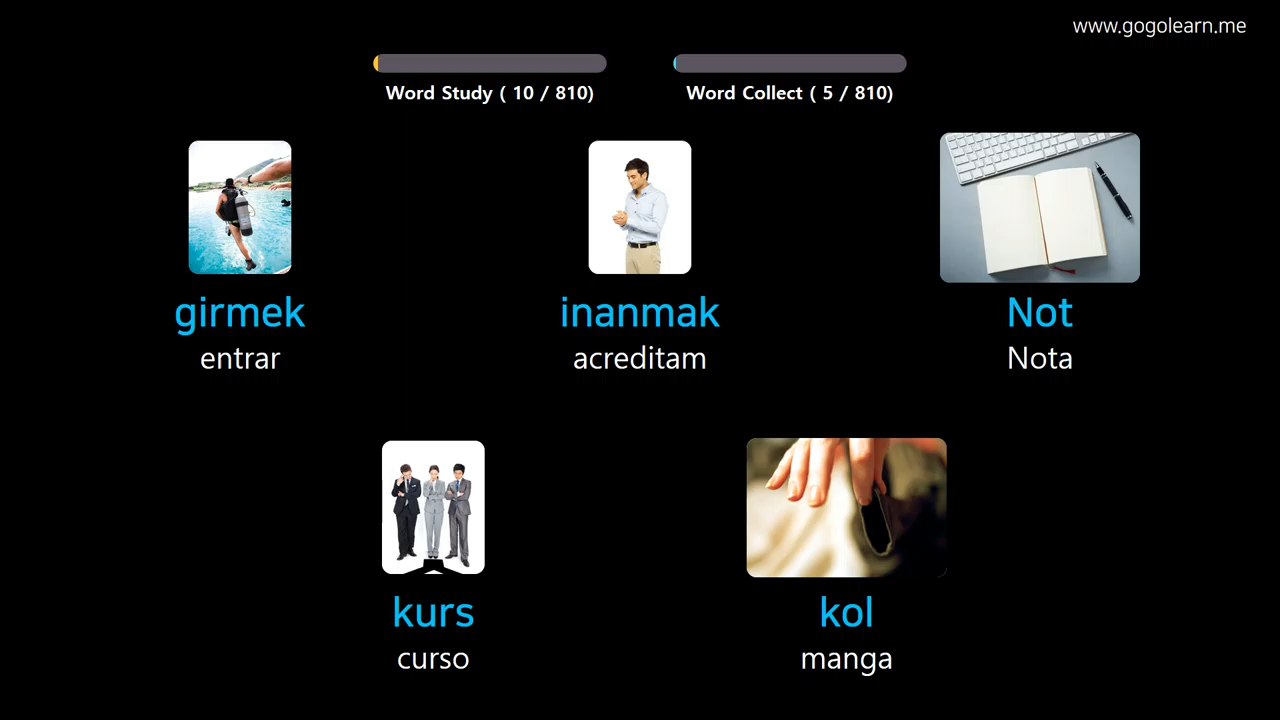 www.gogolearn.me
Word Study ( 10 / 810)
Word Collect ( 5 / 810)
girmek
entrar
inanmak
acreditam
Not
Nota
kurs
curso
kol
manga